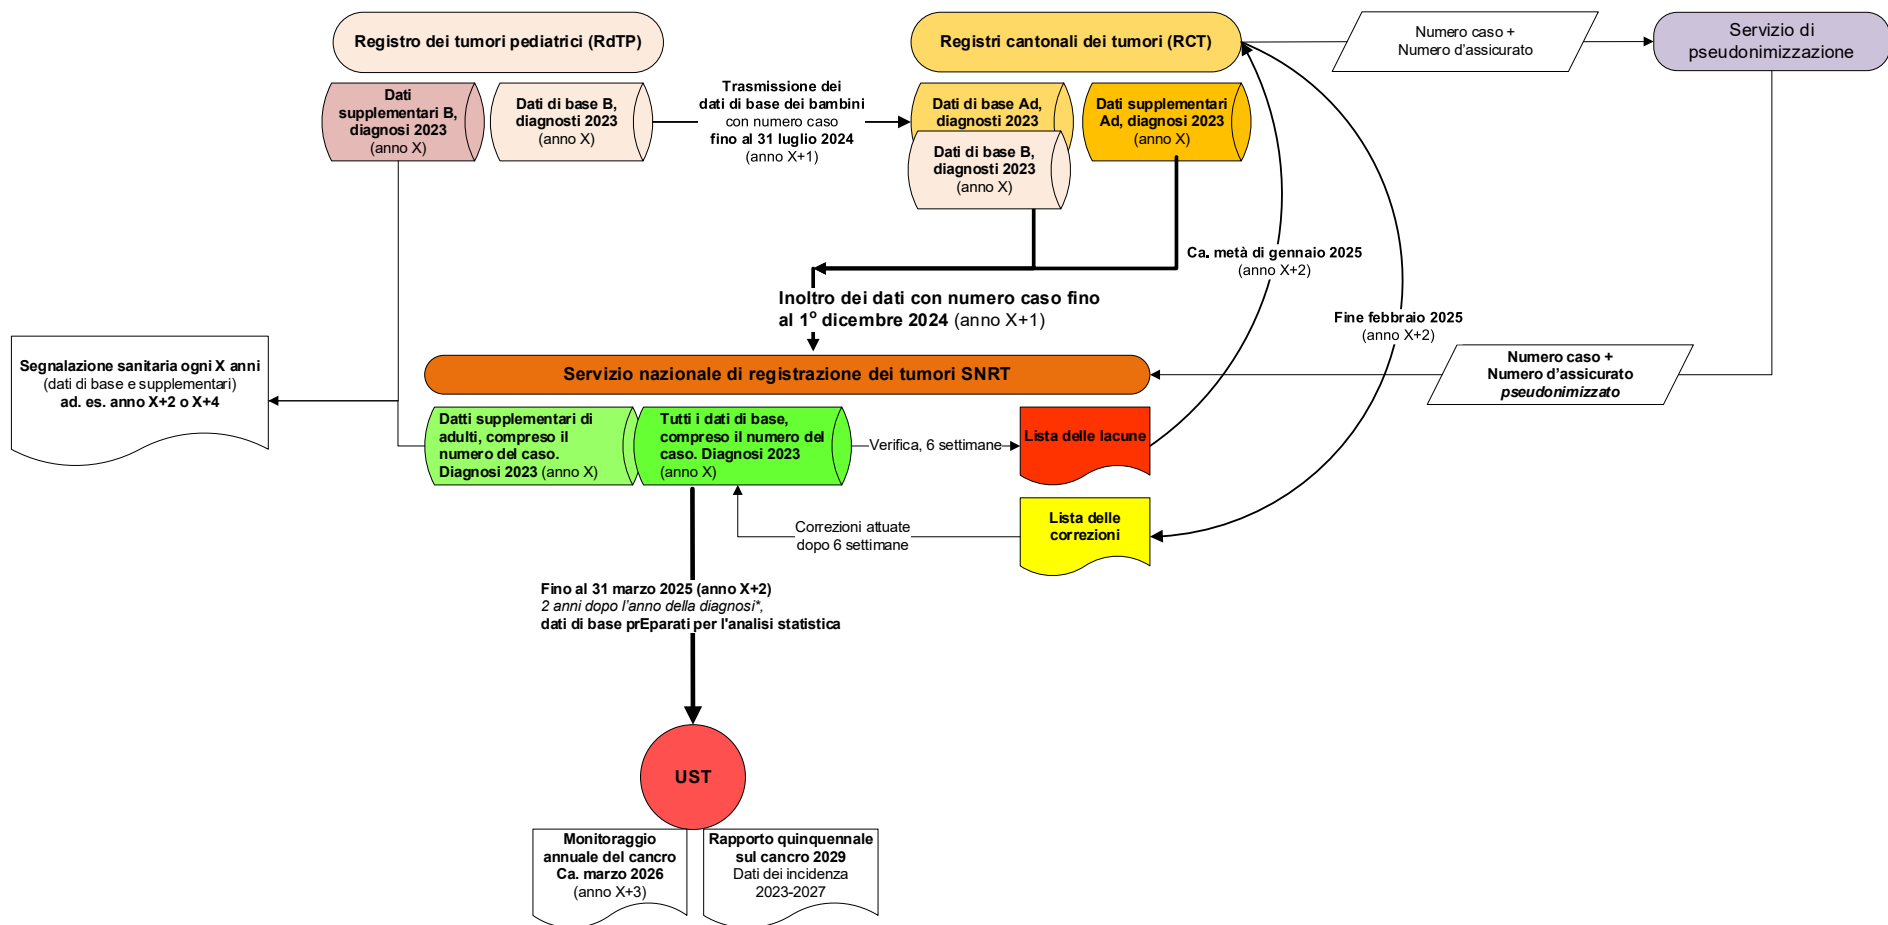 Registro dei tumori pediatrici (RdTP)
Registri cantonali dei tumori (RCT)
Numero caso +
Numero d'assicurato
Servizio di
pseudonimizzazione
Dati
supplementari B,
diagnosi 2023
(anno X)
Dati di base B,
diagnosti 2023
(anno X)
Trasmissione dei
dati di base dei bambini
con numero caso
fino al 31 luglio 2024
(anno X+1)
Dati di base Ad,
diagnosti 2023
Dati di base B,
diagnosti 2023
(anno X)
Dati supplementari
Ad, diagnosi 2023
(anno X)
Ca. metà di gennaio 2025
(anno X+2)
Inoltro dei dati con numero caso fino
al 1° dicembre 2024 (anno X+1)
Fine febbraio 2025
(anno X+2)
Segnalazione sanitaria ogni X anni
(dati di base e supplementari)
ad. es. anno X+2 o X+4
Servizio nazionale di registrazione dei tumori SNRT
Numero caso +
Numero d'assicurato
pseudonimizzato
Datti supplementari di
adulti, compreso il
numero del caso.
Diagnosi 2023 (anno X)
Tutti i dati di base,
compreso il numero del
caso. Diagnosi 2023
(anno X)
Verifica, 6 settimane
Lista delle lacune
Correzioni attuate
dopo 6 settimane
Lista delle
correzioni
Fino al 31 marzo 2025 (anno X+2)
2 anni dopo l'anno della diagnosi*,
dati di base prEparati per l'analisi statistica
UST
Monitoraggio
annuale del cancro
Ca. marzo 2026
(anno X+3)
Rapporto quinquennale
sul cancro 2029
Dati dei incidenza
2023-2027